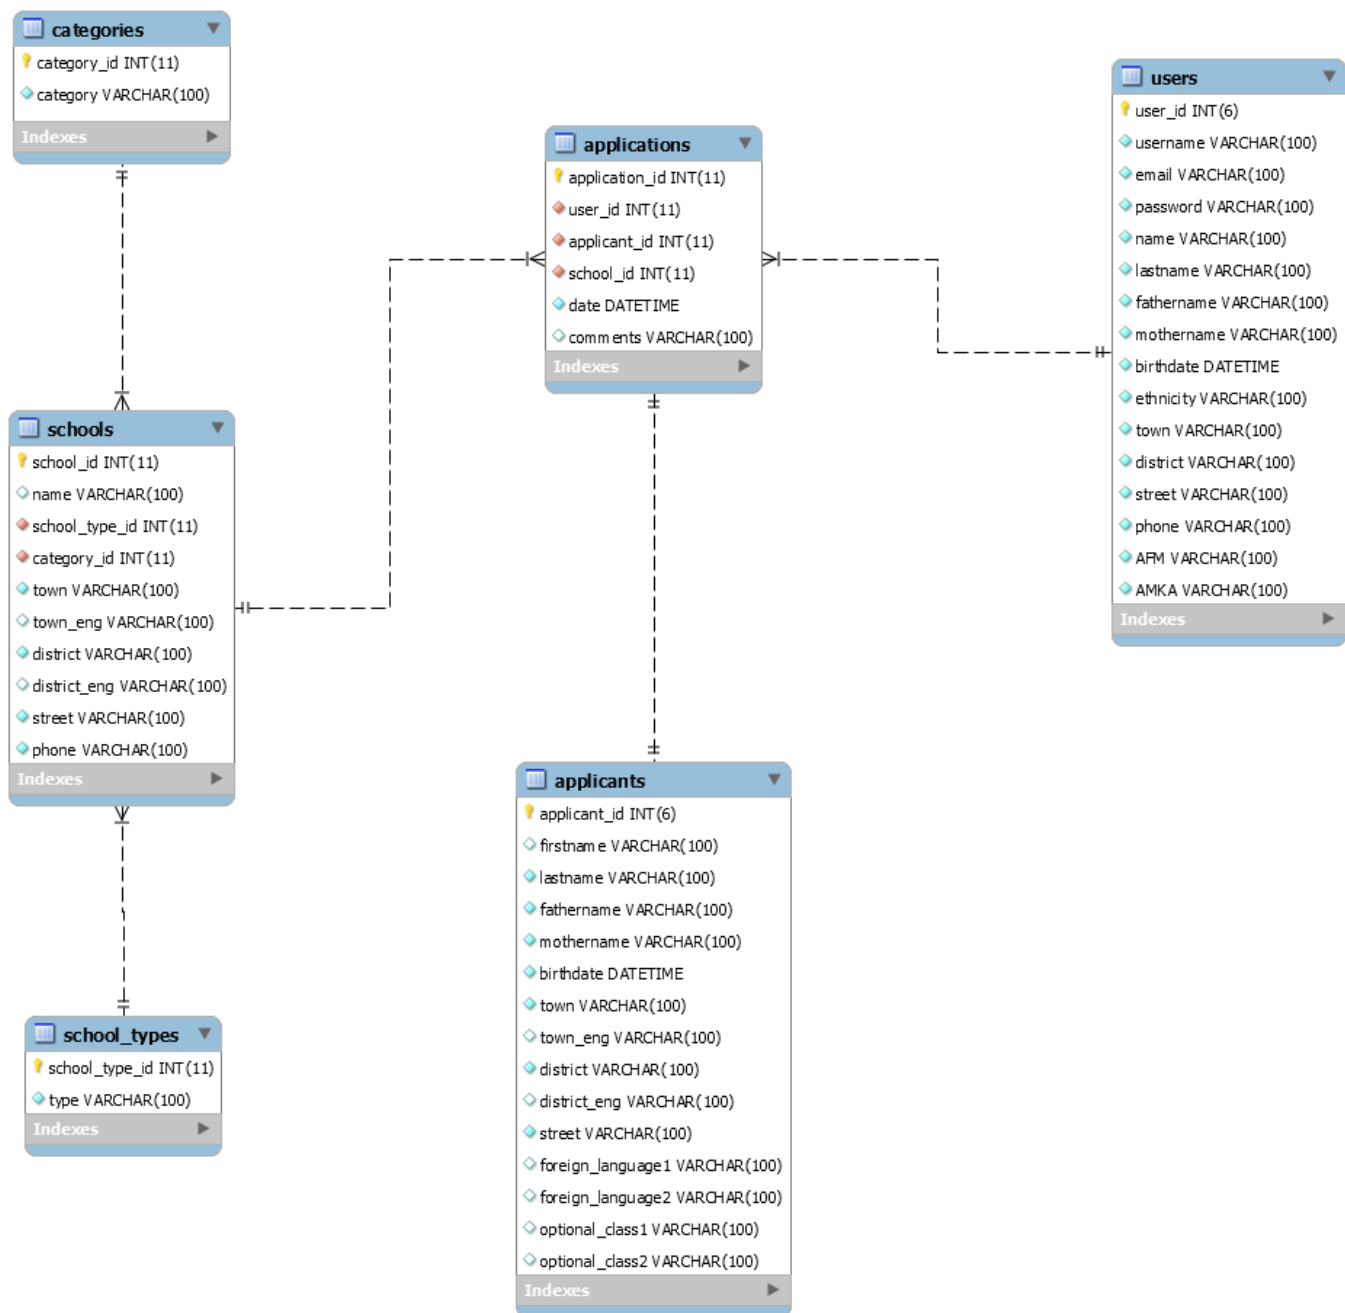 categories
category_id INT(11)
category VARCHAR(100)
Indexes
applications
application_id INT(11)
user_id INT(11)
applicant_id INT(11)
school_id INT(11)
date DATETIME
comments VARCHAR(100)
Indexes
users
user_id INT(6)
username VARCHAR(100)
email VARCHAR(100)
password VARCHAR(100)
name VARCHAR(100)
lastname VARCHAR(100)
fathername VARCHAR(100)
mothername VARCHAR(100)
birthdate DATETIME
ethnicity VARCHAR(100)
town VARCHAR(100)
district VARCHAR(100)
street VARCHAR(100)
phone VARCHAR(100)
AFM VARCHAR(100)
AMKA VARCHAR(100)
Indexes
schools
school_id INT(11)
name VARCHAR(100)
school_type_id INT(11)
category_id INT(11)
town VARCHAR(100)
town_eng VARCHAR(100)
district VARCHAR(100)
district_eng VARCHAR(100)
street VARCHAR(100)
phone VARCHAR(100)
Indexes
applicants
applicant_id INT(6)
firstname VARCHAR(100)
lastname VARCHAR(100)
fathername VARCHAR(100)
mothername VARCHAR(100)
birthdate DATETIME
town VARCHAR(100)
town_eng VARCHAR(100)
district VARCHAR(100)
district_eng VARCHAR(100)
street VARCHAR(100)
foreign_language1 VARCHAR(100)
foreign_language2 VARCHAR(100)
optional_class1 VARCHAR(100)
optional_class2 VARCHAR(100)
Indexes
school_types
school_type_id INT(11)
type VARCHAR(100)
Indexes